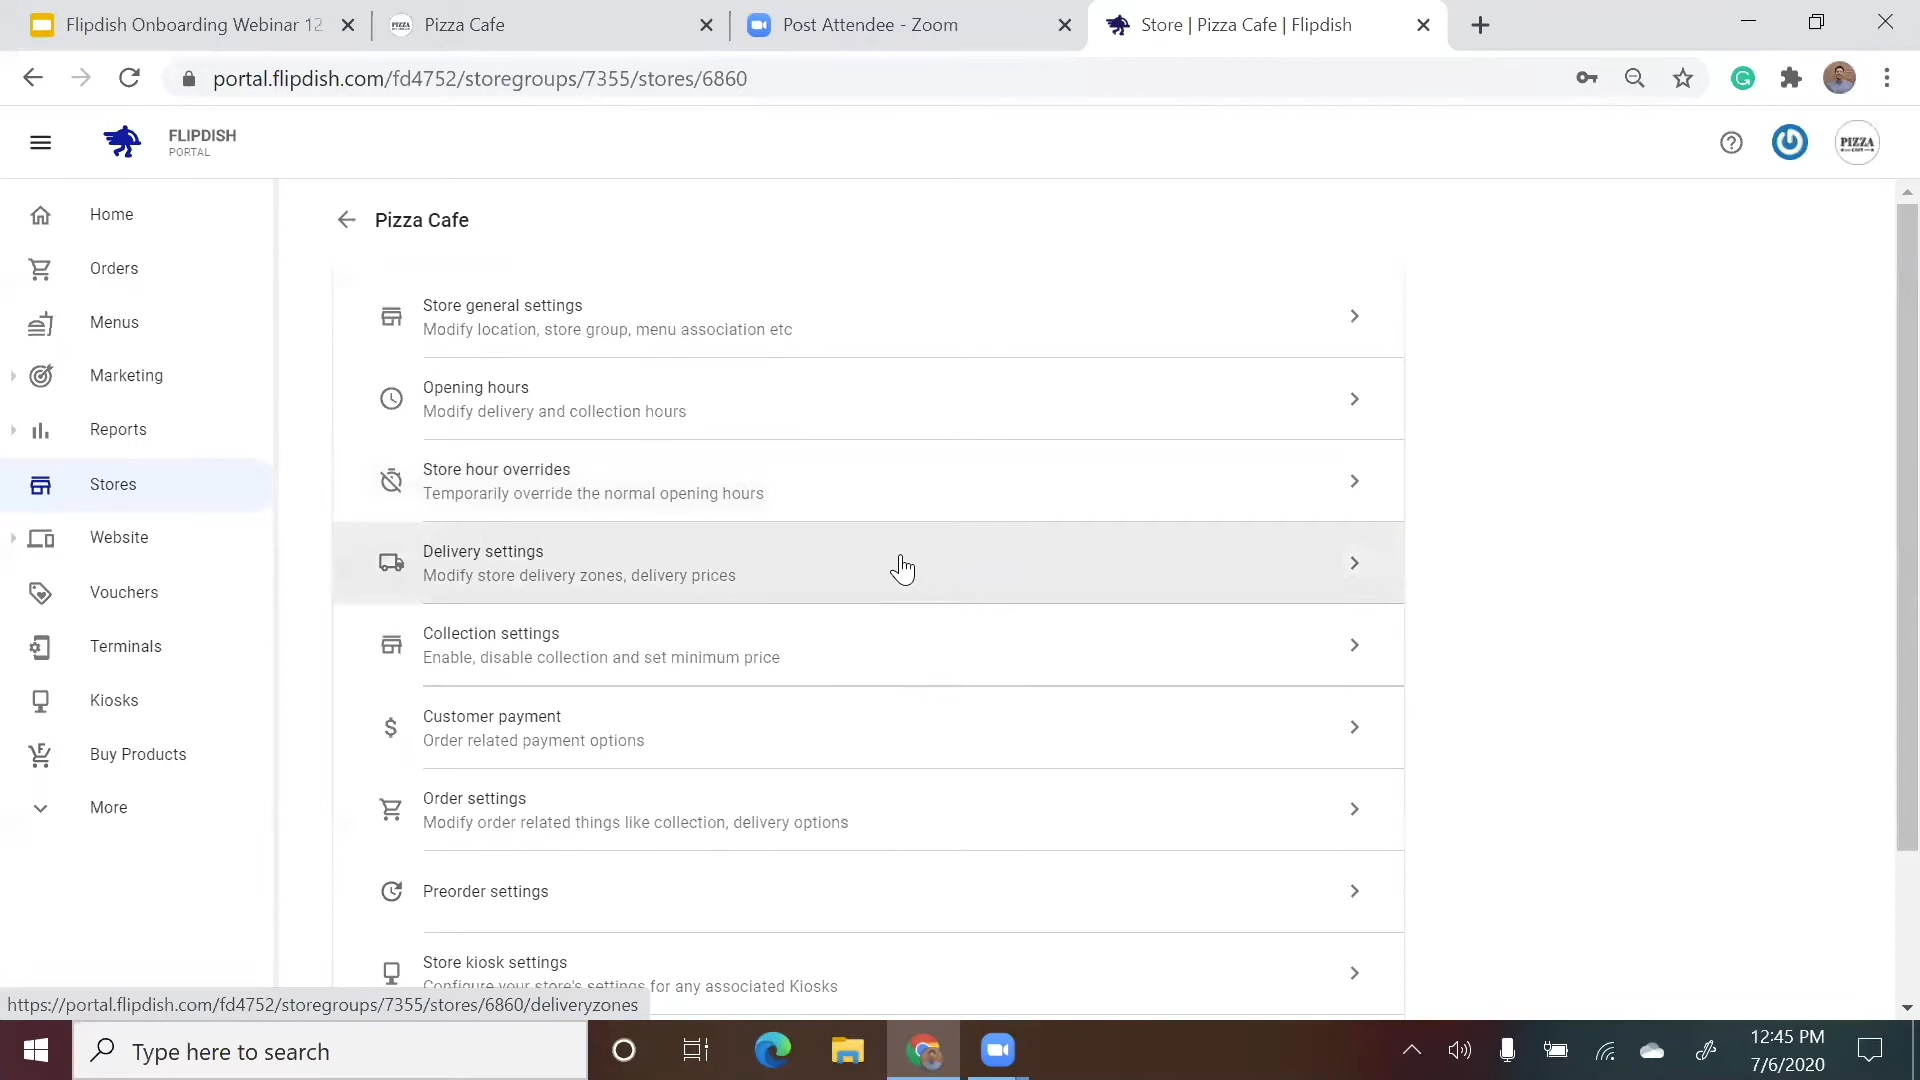 Flipdish Onboarding Webinar 12
Pizza Cafe
Post Attendee - Zoom
Store | Pizza Cafe | Flipdish
portal.flipdish.com/fd4752/storegroups/7355/stores/6860
FLIPDISH
PORTAL
PIZZA
Home
Orders
Menus
Marketing
Reports
Stores
Website
Vouchers
Terminals
Kiosks
Buy Products
More
Pizza Cafe
Store general settings
Modify location, store group, menu association etc
Opening hours
Modify delivery and collection hours
Store hour overrides
Temporarily override the normal opening hours
Delivery settings
Modify store delivery zones, delivery prices
Collection settings
Enable, disable collection and set minimum price
Customer payment
Order related payment options
Order settings
Modify order related things like collection, delivery options
Preorder settings
Store kiosk settings
Configure your store's settings for any associated Kiosks
https://portal.flipdish.com/fd4752/storegroups/7355/stores/6860/deliveryzones
Type here to search
12:45 PM
7/6/2020